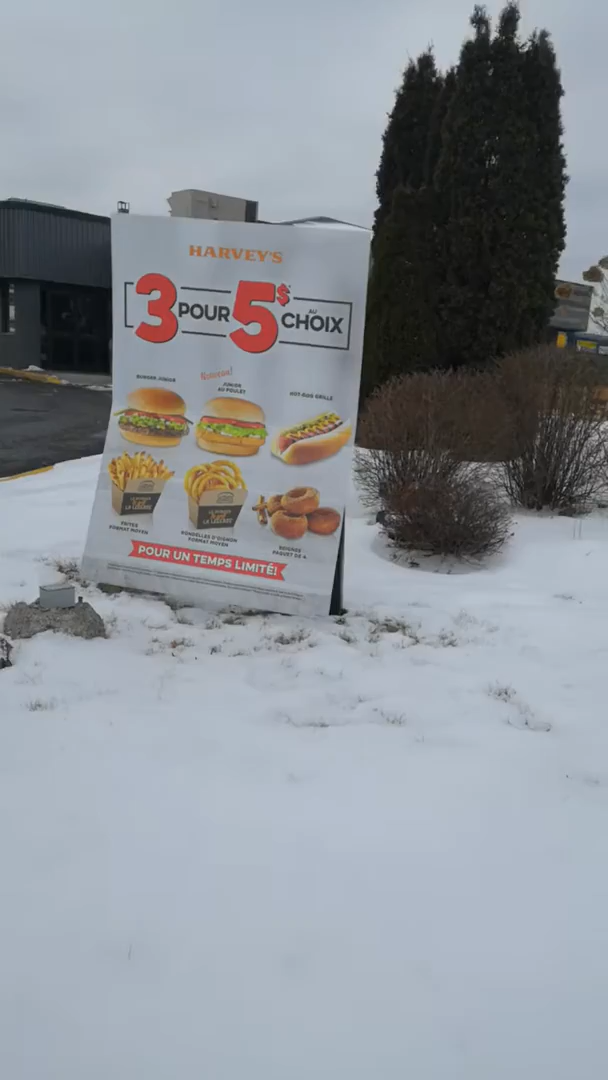 HARVEY'S
3 POUR 5$ AU CHOIX
BURGER JUNIOR
Nouveau!
JUNIOR
AU POULET
HOT-DOG GRILLÉ
FRITES
FORMAT MOYEN
RONDELLES D'OIGNON
FORMAT MOYEN
BEIGNES
PAQUET DE 4
POUR UN TEMPS LIMITÉ!